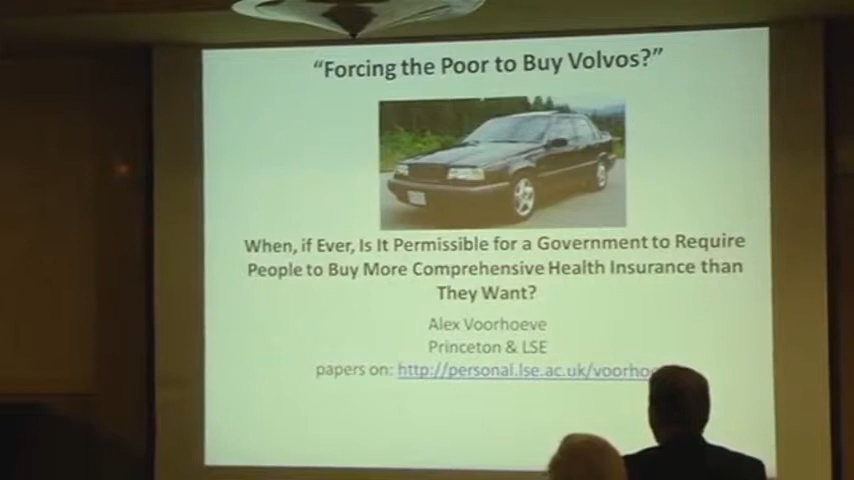 “Forcing the Poor to Buy Volvos?”
When, if Ever, Is It Permissible for a Government to Require
People to Buy More Comprehensive Health Insurance than
They Want?
Alex Voorhoeve
Princeton & LSE
papers on: http://personal.lse.ac.uk/voorho